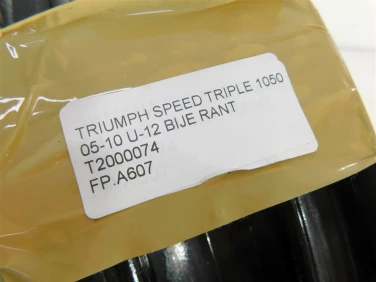 TRIUMPH SPEED TRIPLE 1050
05-10 U-12 BIJE RANT
T2000074
FP.A607